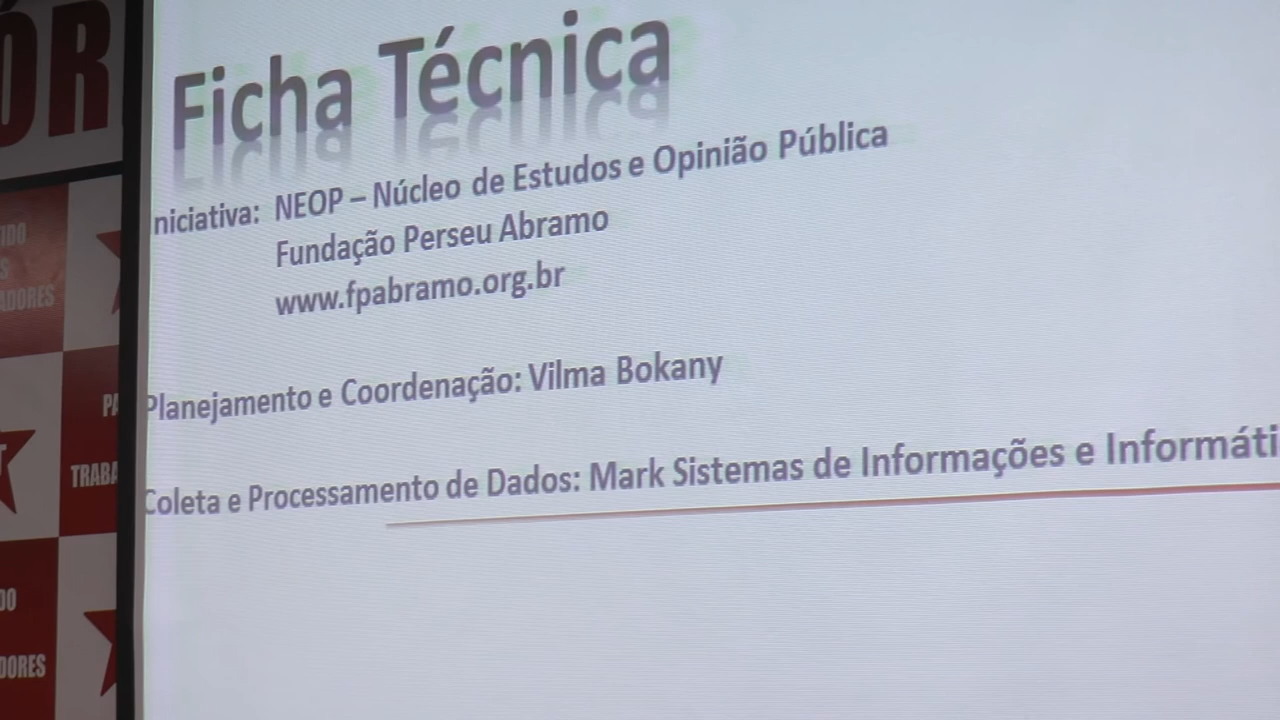 ÓR
Ficha Técnica
niciativa: NEOP – Núcleo de Estudos e Opinião Pública
Fundação Perseu Abramo
www.fpabramo.org.br
Planejamento e Coordenação: Vilma Bokany
Coleta e Processamento de Dados: Mark Sistemas de Informações e Informáti
IDO
S
ADORES
PA
TRABA
T
DO
DORES